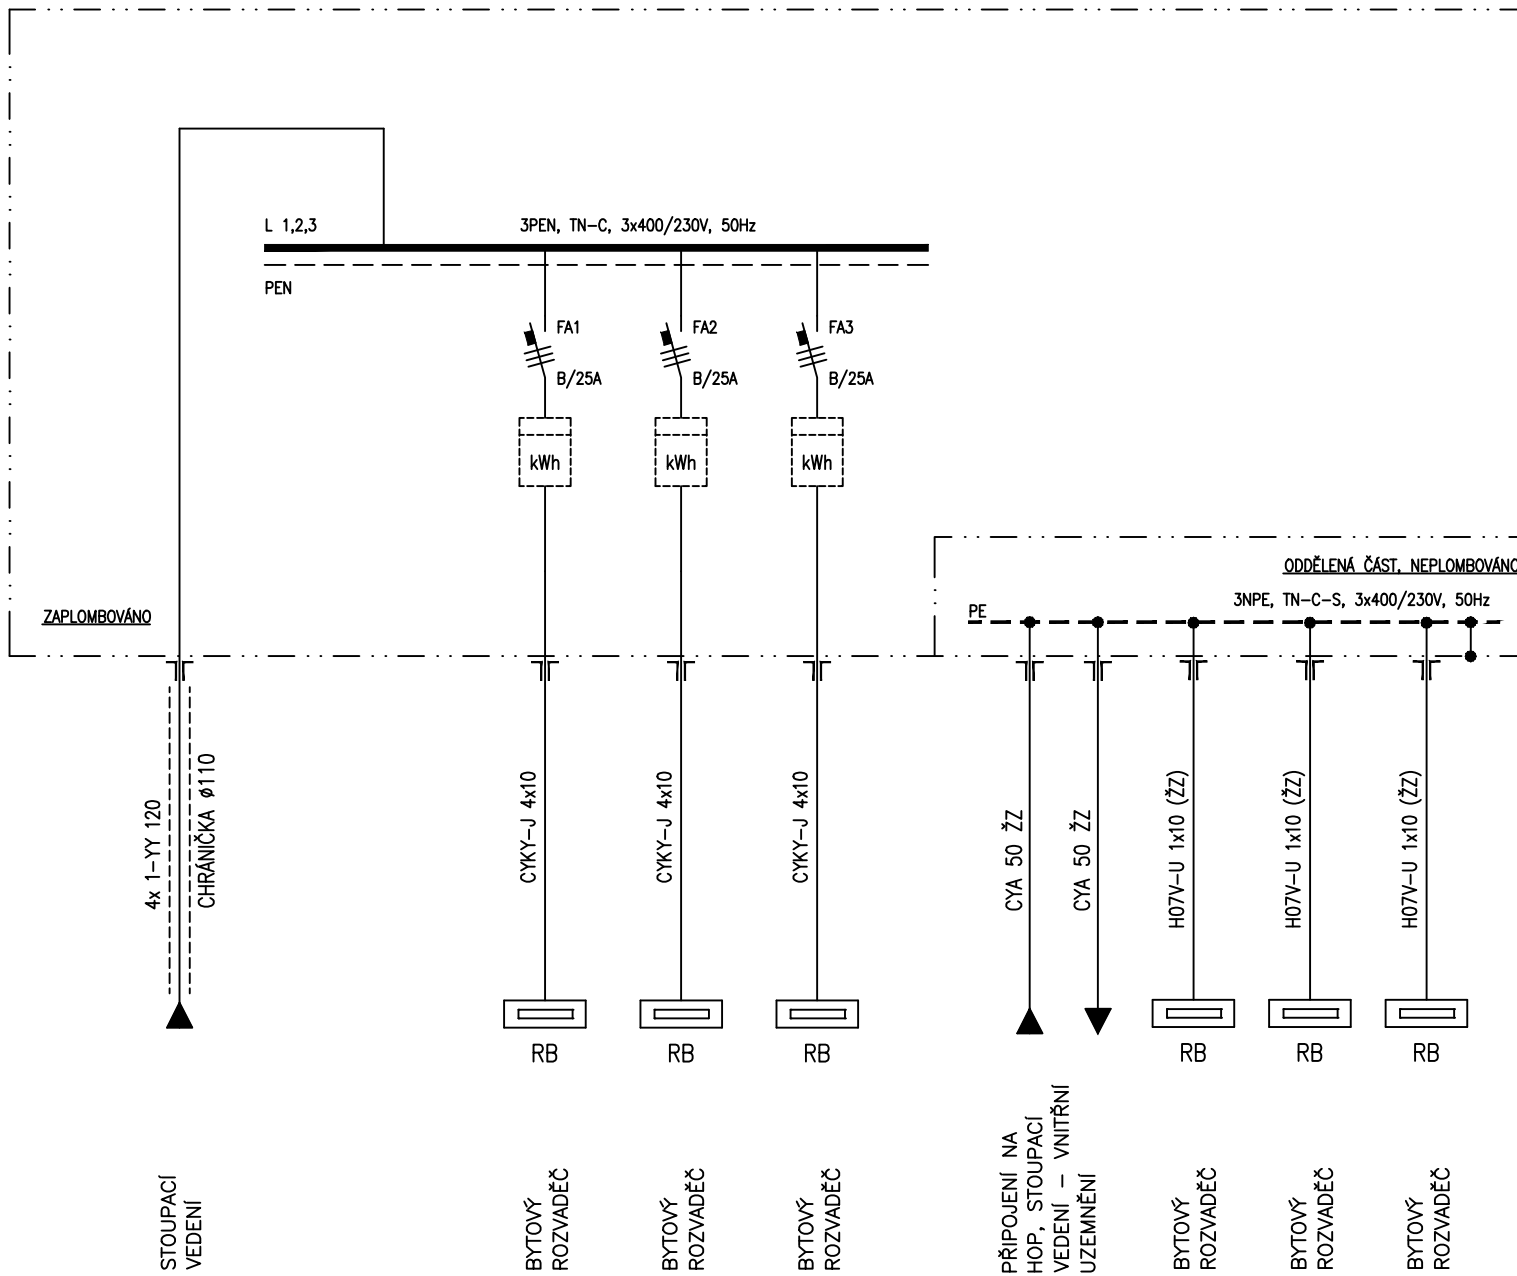 L 1,2,3
3PEN, TN-C, 3x400/230V, 50Hz
PEN
FA1
FA2
FA3
B/25A
B/25A
B/25A
kWh
kWh
kWh
ODDĚLENÁ ČÁST, NEPLOMBOVÁNO
3NPE, TN-C-S, 3x400/230V, 50Hz
PE
ZAPLOMBOVÁNO
4x 1-YY 120
CHRÁNIČKA ø110
CYKY-J 4x10
CYKY-J 4x10
CYKY-J 4x10
CYA 50 ŽZ
CYA 50 ŽZ
H07V-U 1x10 (ŽZ)
H07V-U 1x10 (ŽZ)
H07V-U 1x10 (ŽZ)
RB
RB
RB
RB
RB
RB
STOUPACÍ
VEDENÍ
BYTOVÝ
ROZVADĚČ
BYTOVÝ
ROZVADĚČ
BYTOVÝ
ROZVADĚČ
PŘIPOJENÍ NA
HOP, STOUPACÍ
VEDENÍ - VNITŘNÍ
UZEMNĚNÍ
BYTOVÝ
ROZVADĚČ
BYTOVÝ
ROZVADĚČ
BYTOVÝ
ROZVADĚČ